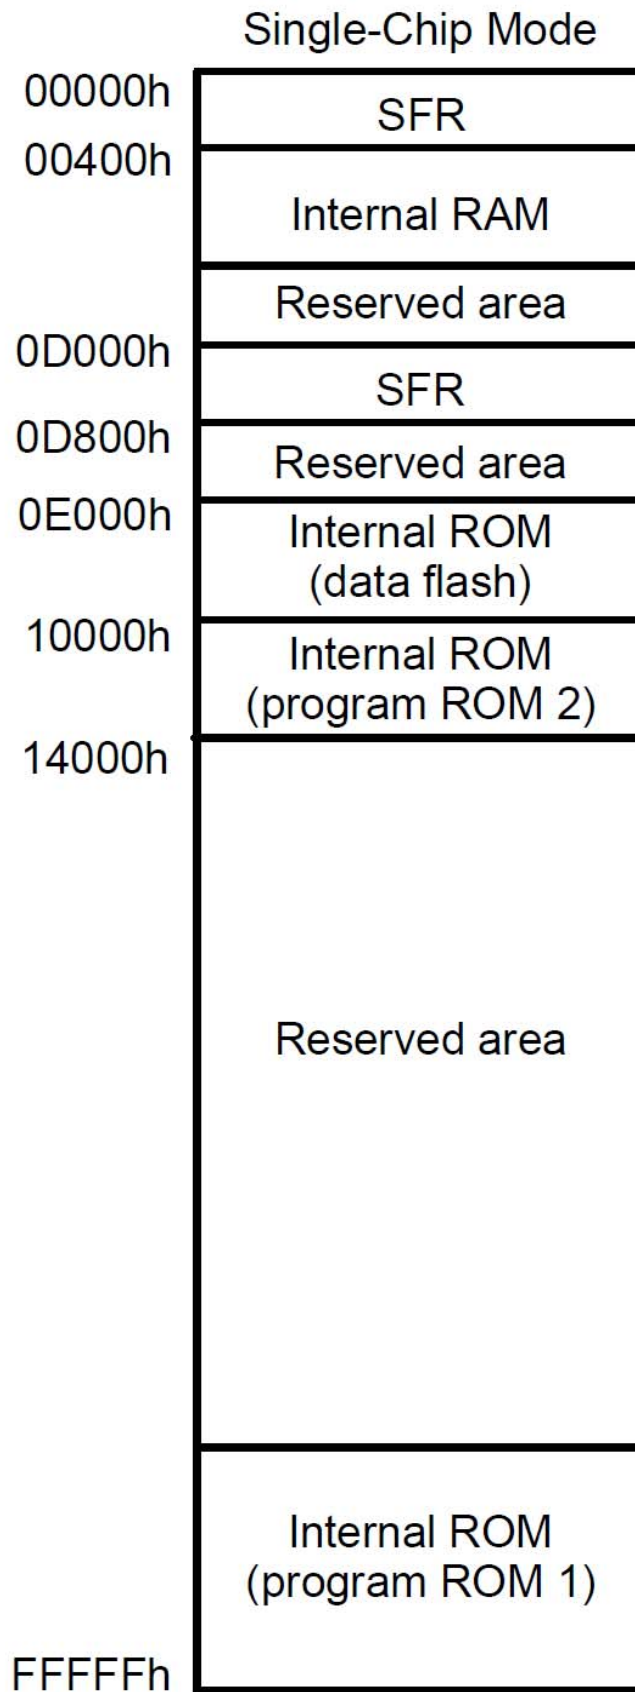 Single-Chip Mode
00000h
SFR
00400h
Internal RAM
Reserved area
0D000h
SFR
0D800h
Reserved area
0E000h
Internal ROM
(data flash)
10000h
Internal ROM
(program ROM 2)
14000h
Reserved area
Internal ROM
(program ROM 1)
FFFFFh